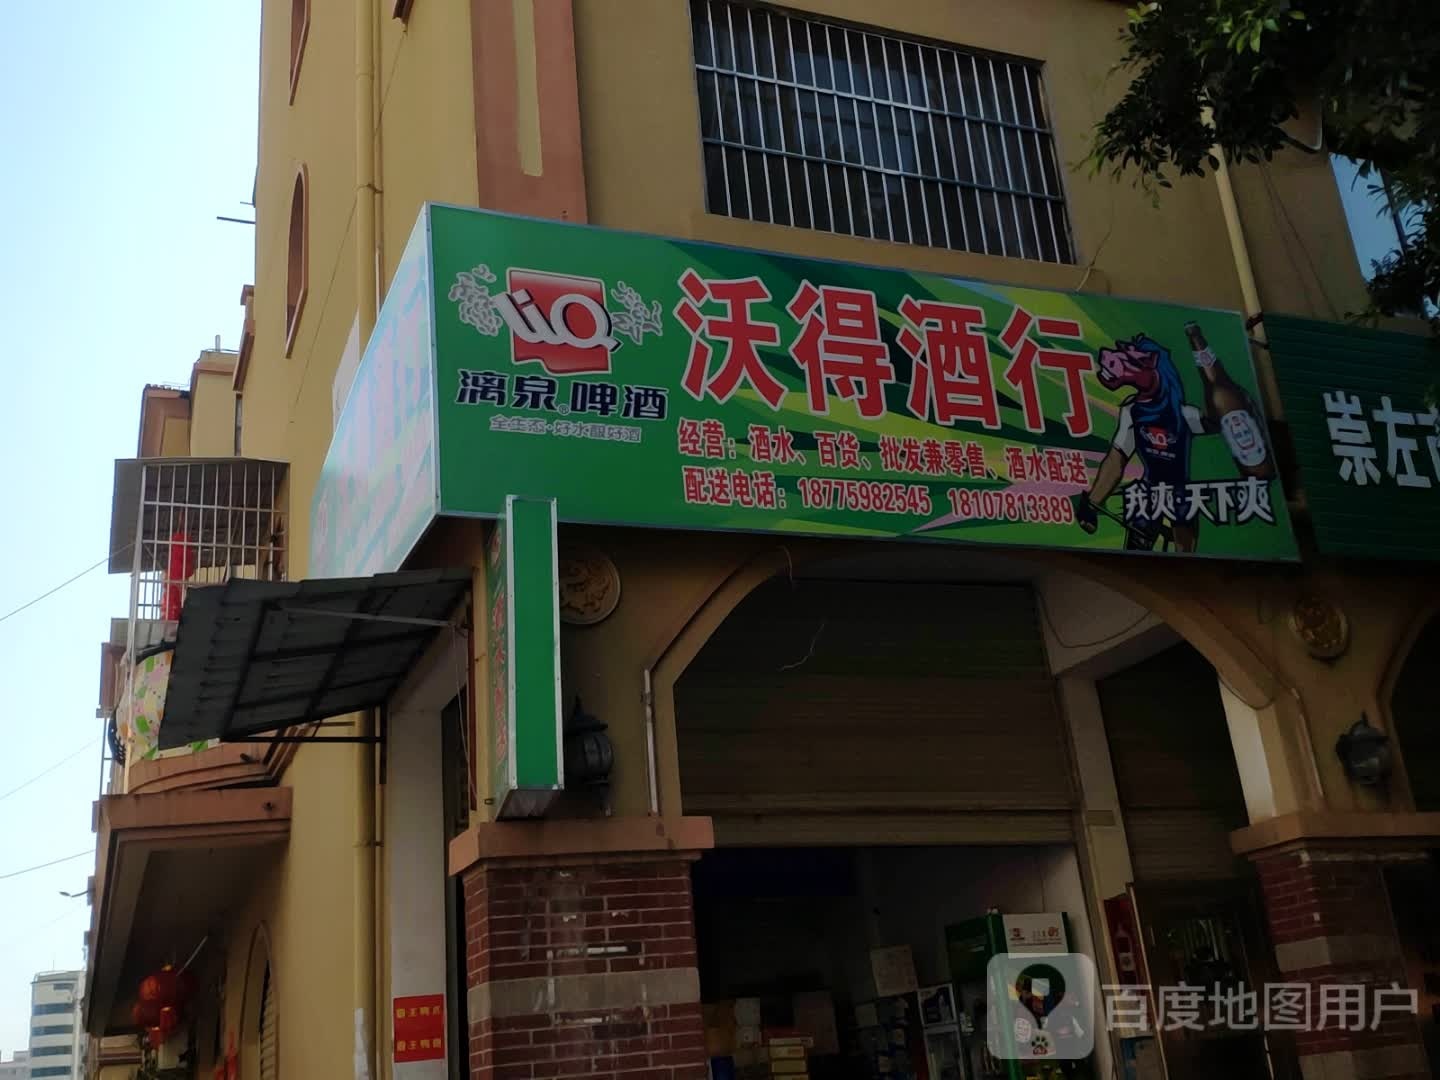 LiQ
漓泉®啤酒
全生态·好水酿好酒
沃得酒行
经营：酒水、百货、批发兼零售、酒水配送
配送电话：18775982545 18107813389
我爽·天下爽
崇左
百度地图用户